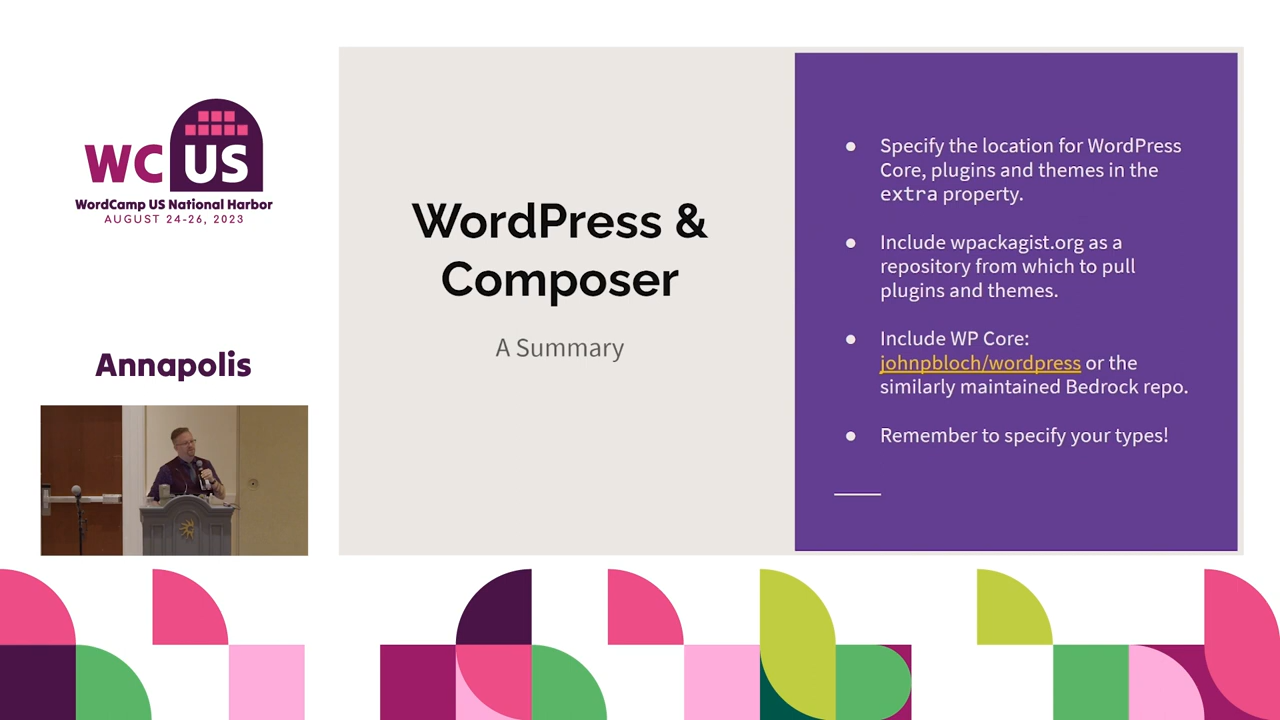 WC US
WordCamp US National Harbor
AUGUST 24-26, 2023
Annapolis
WordPress &
Composer
A Summary
● Specify the location for WordPress
Core, plugins and themes in the
extra property.
● Include wpackagist.org as a
repository from which to pull
plugins and themes.
● Include WP Core:
johnpbloch/wordpress or the
similarly maintained Bedrock repo.
● Remember to specify your types!